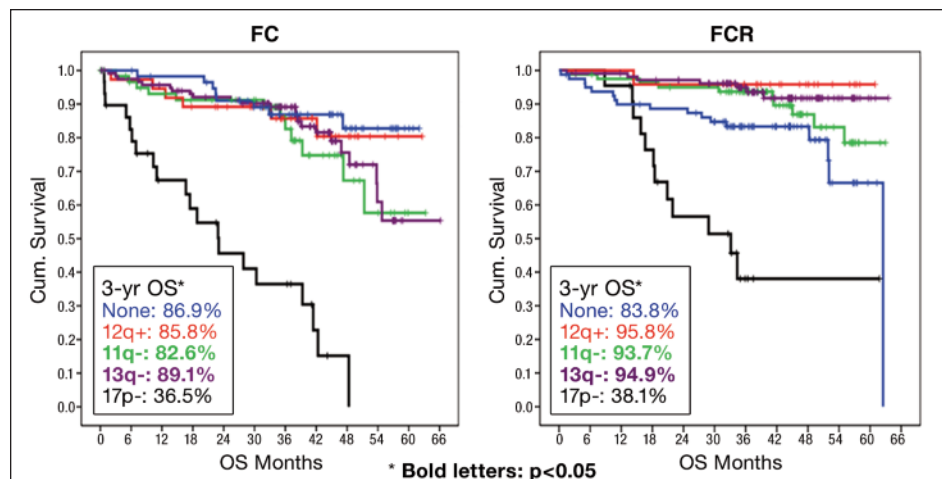 FC
Cum. Survival
1.0
0.9
0.8
0.7
0.6
0.5
0.4
0.3
0.2
0.1
0.0
3-yr OS*
None: 86.9%
12q+: 85.8%
11q-: 82.6%
13q-: 89.1%
17p-: 36.5%
0 6 12 18 24 30 36 42 48 54 60 66
OS Months
FCR
Cum. Survival
1.0
0.9
0.8
0.7
0.6
0.5
0.4
0.3
0.2
0.1
0.0
3-yr OS*
None: 83.8%
12q+: 95.8%
11q-: 93.7%
13q-: 94.9%
17p-: 38.1%
0 6 12 18 24 30 36 42 48 54 60 66
OS Months
* Bold letters: p<0.05